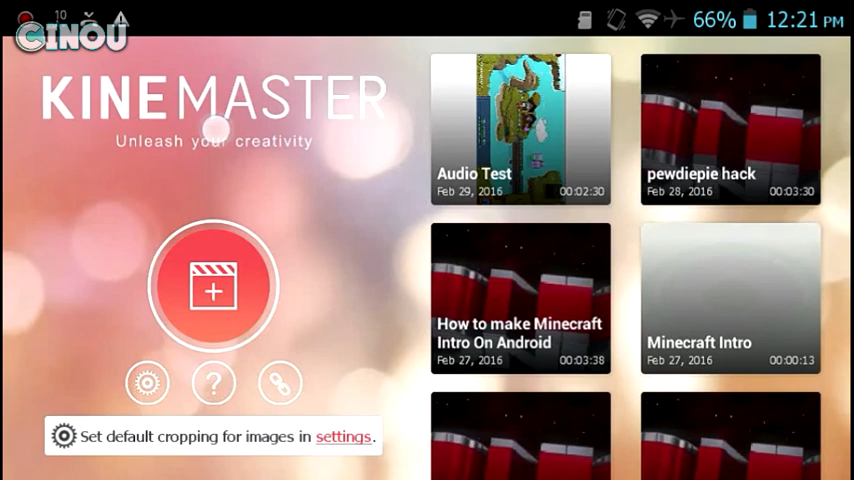 10
66% 12:21 PM
CINOU
KINEMASTER
Unleash your creativity
Audio Test
Feb 29, 2016 00:02:30
pewdiepie hack
Feb 28, 2016 00:03:30
How to make Minecraft
Intro On Android
Feb 27, 2016 00:03:38
Minecraft Intro
Feb 27, 2016 00:00:13
?
Set default cropping for images in settings.